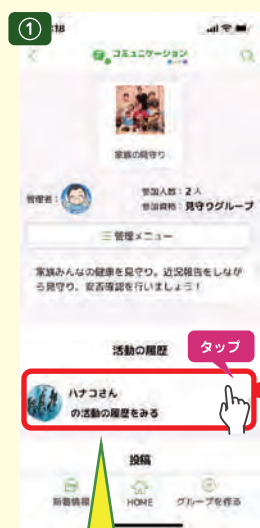 ①
:18
コミュニケーション
家族の見守り
管理者：
参加人数：2人
参加資格：見守りグループ
管理メニュー
家族みんなの健康を見守り。近況報告をしなが
ら見守り、安否確認を行いましょう！
活動の履歴
タップ
ハナコさん
の活動の履歴をみる
投稿
新着情報
HOME
グループを作る